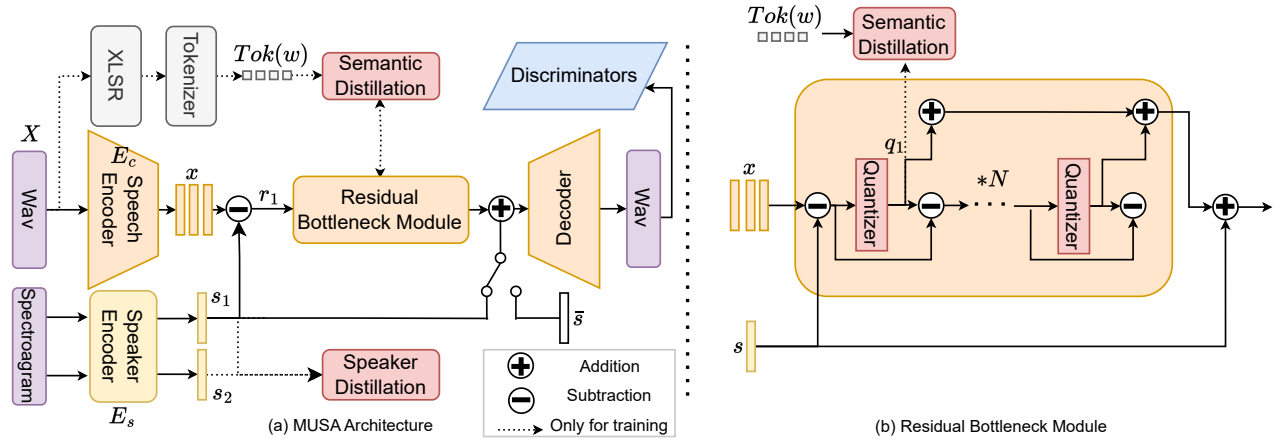 XLSR
Tokenizer
Tok(w)
Semantic
Distillation
Discriminators
X
Wav
E_c
Speech
Encoder
x
r_1
Residual
Bottleneck Module
Decoder
Wav
Spectroagram
Speaker
Encoder
E_s
s_1
s_2
s̅
Speaker
Distillation
Addition
Subtraction
Only for training
(a) MUSA Architecture
Tok(w)
Semantic
Distillation
q_1
x
Quantizer
*N
· · ·
Quantizer
s
(b) Residual Bottleneck Module